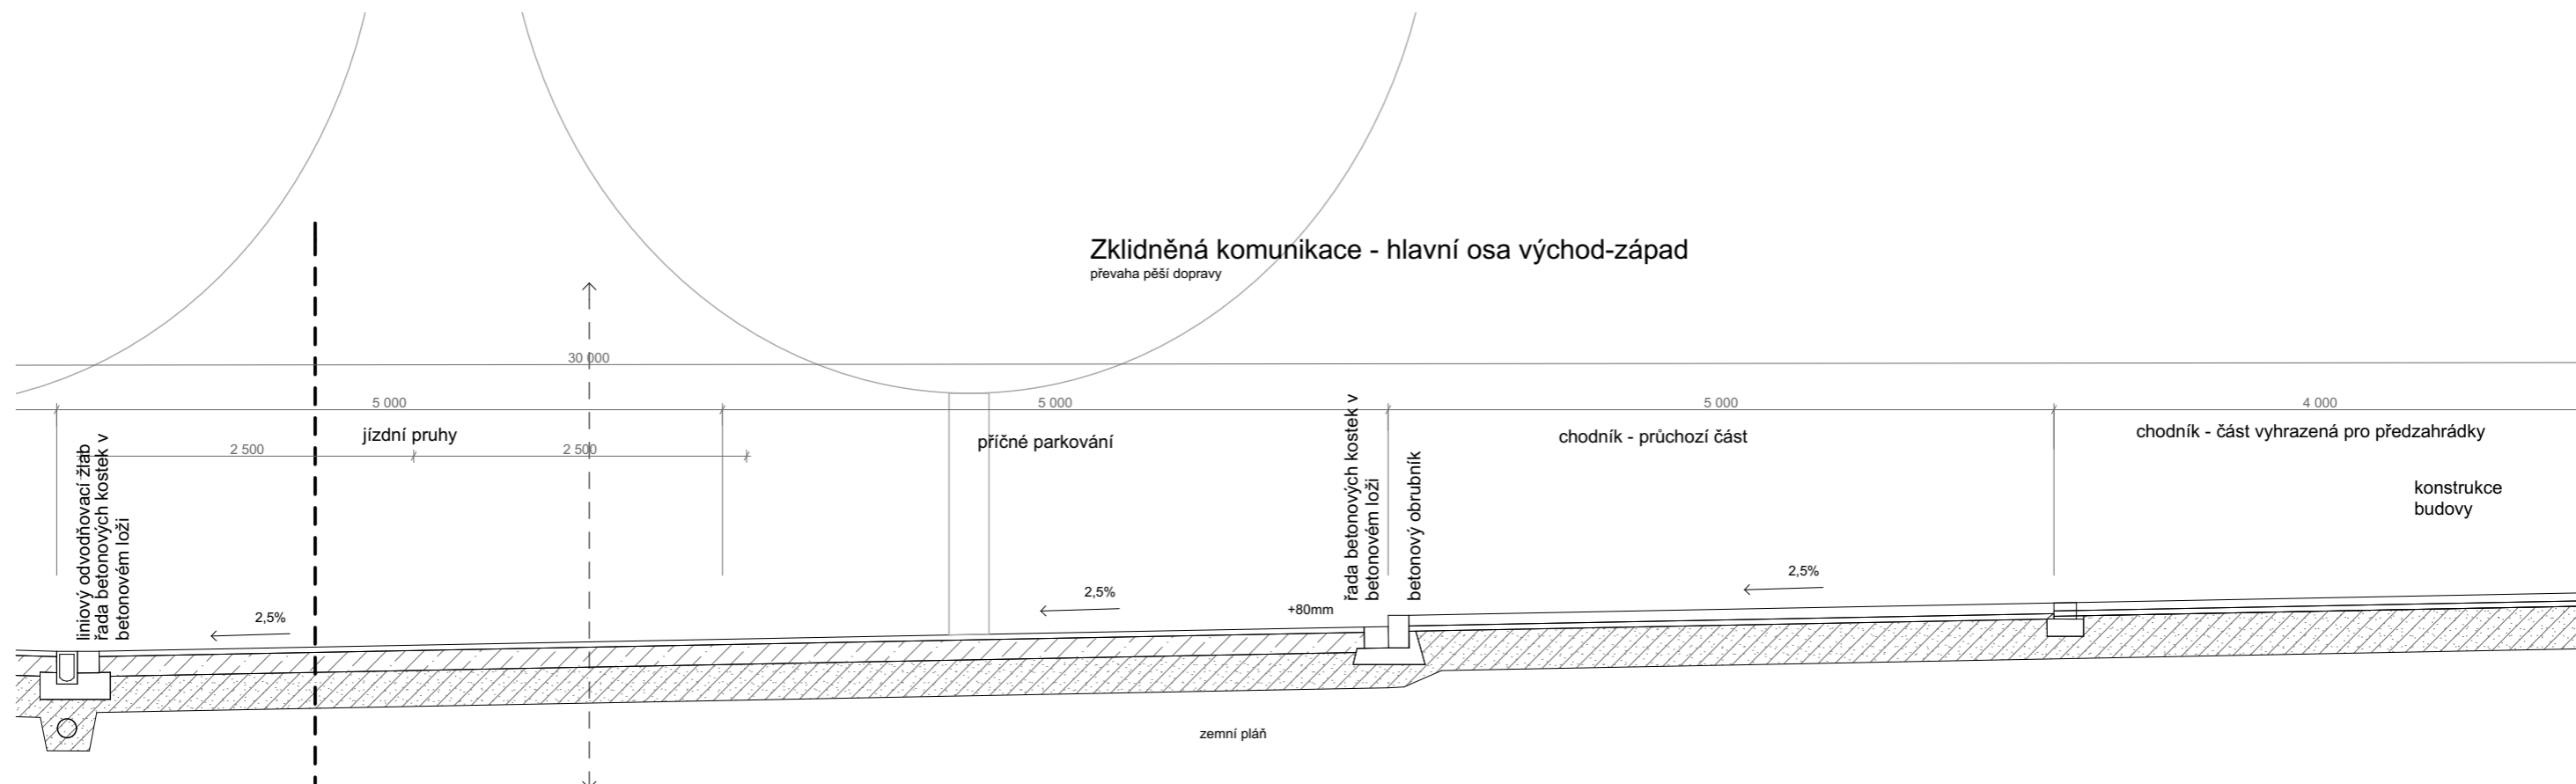 Zklidněná komunikace - hlavní osa východ-západ
převaha pěší dopravy
30 000
5 000
5 000
5 000
4 000
jízdní pruhy
příčné parkování
chodník - průchozí část
chodník - část vyhrazená pro předzahrádky
2 500
2 500
liniový odvodňovací žlab
řada betonových kostek v
betonovém loži
řada betonových kostek v
betonovém loži
betonový obrubník
konstrukce
budovy
2,5%
2,5%
+80mm
2,5%
zemní pláň